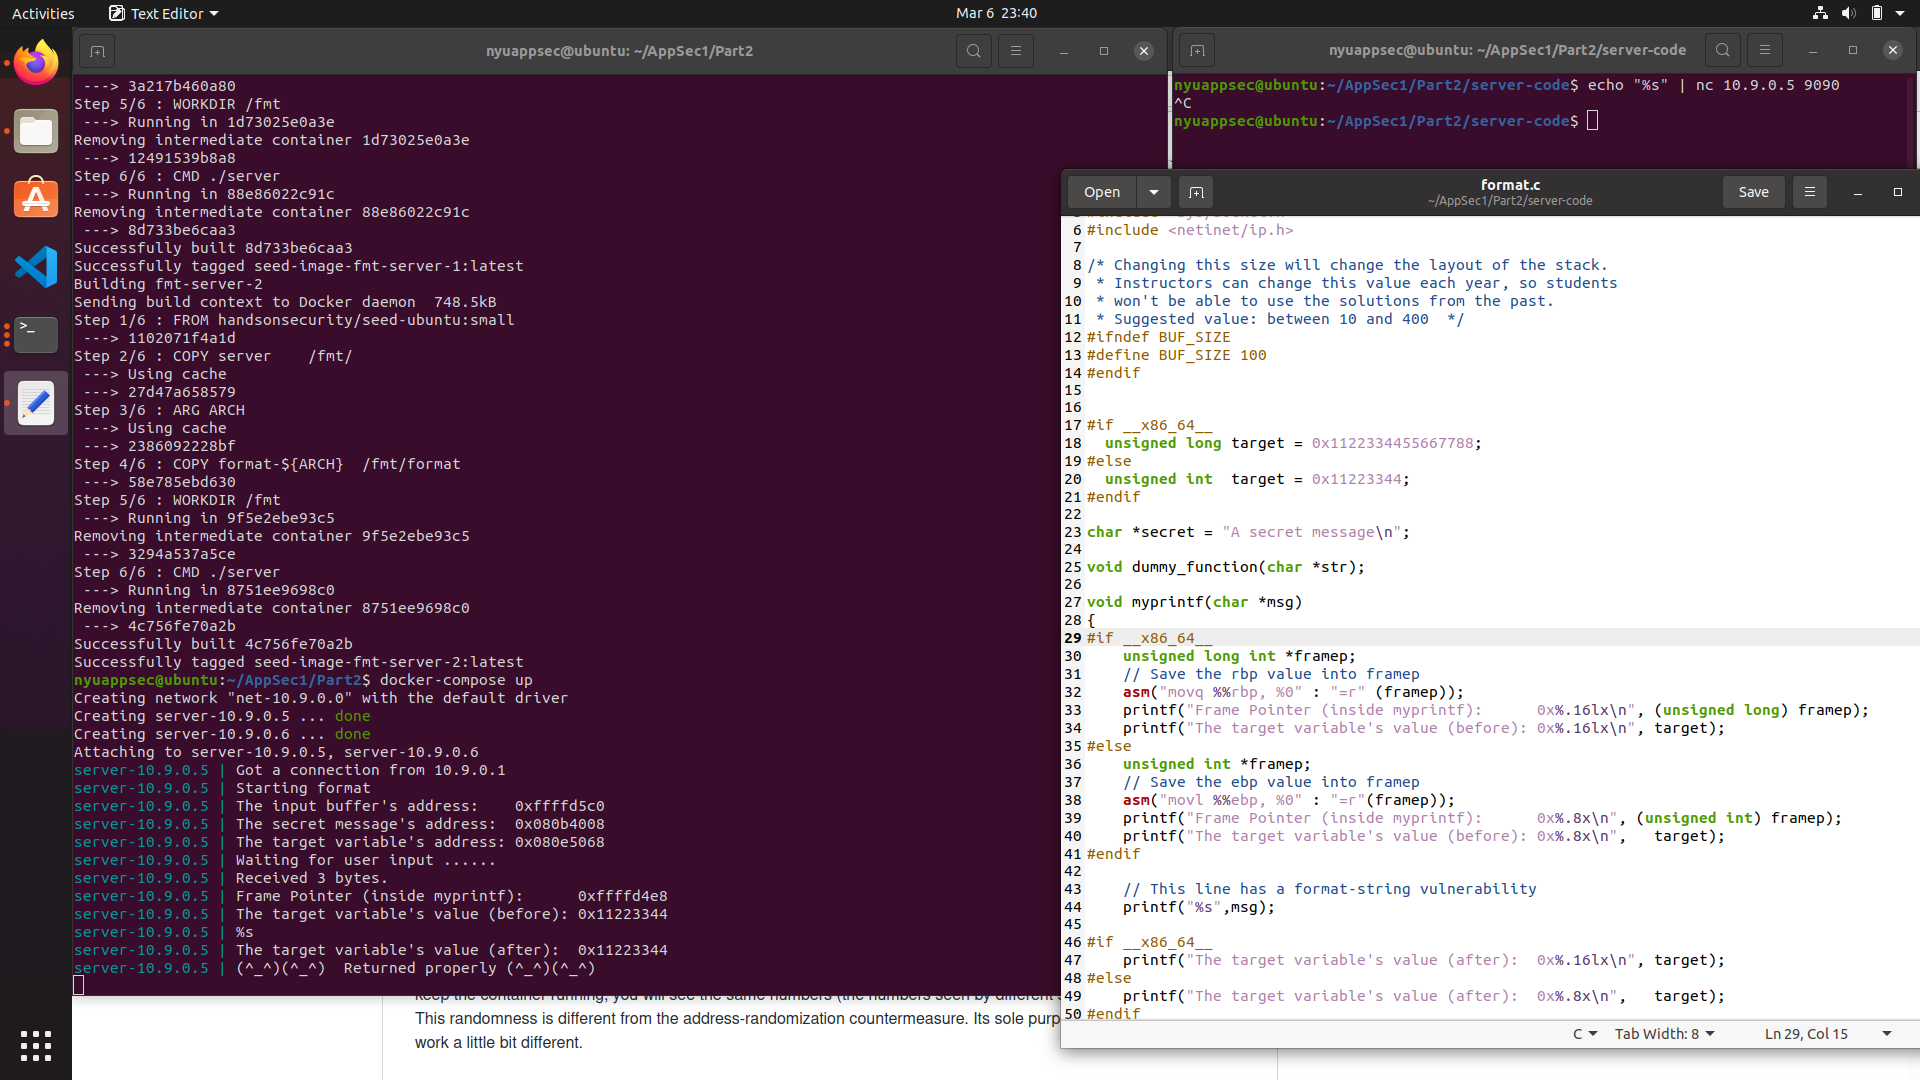 Activities
Text Editor
Mar 6  23:40
nyuappsec@ubuntu: ~/AppSec1/Part2
 ---> 3a217b460a80
Step 5/6 : WORKDIR /fmt
 ---> Running in 1d73025e0a3e
Removing intermediate container 1d73025e0a3e
 ---> 12491539b8a8
Step 6/6 : CMD ./server
 ---> Running in 88e86022c91c
Removing intermediate container 88e86022c91c
 ---> 8d733be6caa3
Successfully built 8d733be6caa3
Successfully tagged seed-image-fmt-server-1:latest
Building fmt-server-2
Sending build context to Docker daemon  748.5kB
Step 1/6 : FROM handsonsecurity/seed-ubuntu:small
 ---> 1102071f4a1d
Step 2/6 : COPY server    /fmt/
 ---> Using cache
 ---> 27d47a658579
Step 3/6 : ARG ARCH
 ---> Using cache
 ---> 2386092228bf
Step 4/6 : COPY format-${ARCH}  /fmt/format
 ---> 58e785ebd630
Step 5/6 : WORKDIR /fmt
 ---> Running in 9f5e2ebe93c5
Removing intermediate container 9f5e2ebe93c5
 ---> 3294a537a5ce
Step 6/6 : CMD ./server
 ---> Running in 8751ee9698c0
Removing intermediate container 8751ee9698c0
 ---> 4c756fe70a2b
Successfully built 4c756fe70a2b
Successfully tagged seed-image-fmt-server-2:latest
nyuappsec@ubuntu:~/AppSec1/Part2$ docker-compose up
Creating network "net-10.9.0.0" with the default driver
Creating server-10.9.0.5 ... done
Creating server-10.9.0.6 ... done
Attaching to server-10.9.0.5, server-10.9.0.6
server-10.9.0.5 | Got a connection from 10.9.0.1
server-10.9.0.5 | Starting format
server-10.9.0.5 | The input buffer's address:    0xffffd5c0
server-10.9.0.5 | The secret message's address:  0x080b4008
server-10.9.0.5 | The target variable's address: 0x080e5068
server-10.9.0.5 | Waiting for user input ......
server-10.9.0.5 | Received 3 bytes.
server-10.9.0.5 | Frame Pointer (inside myprintf):      0xffffd4e8
server-10.9.0.5 | The target variable's value (before): 0x11223344
server-10.9.0.5 | %s
server-10.9.0.5 | The target variable's value (after):  0x11223344
server-10.9.0.5 | (^_^)(^_^)  Returned properly (^_^)(^_^)
keep the container running, you will see the same numbers (the numbers seen by different
This randomness is different from the address-randomization countermeasure. Its sole purp
work a little bit different.
nyuappsec@ubuntu: ~/AppSec1/Part2/server-code
nyuappsec@ubuntu:~/AppSec1/Part2/server-code$ echo "%s" | nc 10.9.0.5 9090
^C
nyuappsec@ubuntu:~/AppSec1/Part2/server-code$
Open
format.c
~/AppSec1/Part2/server-code
Save
6 #include <netinet/ip.h>
7
8 /* Changing this size will change the layout of the stack.
9  * Instructors can change this value each year, so students
10  * won't be able to use the solutions from the past.
11  * Suggested value: between 10 and 400  */
12 #ifndef BUF_SIZE
13 #define BUF_SIZE 100
14 #endif
15
16
17 #if __x86_64__
18   unsigned long target = 0x1122334455667788;
19 #else
20   unsigned int  target = 0x11223344;
21 #endif
22
23 char *secret = "A secret message\n";
24
25 void dummy_function(char *str);
26
27 void myprintf(char *msg)
28 {
29 #if __x86_64__
30     unsigned long int *framep;
31     // Save the rbp value into framep
32     asm("movq %%rbp, %0" : "=r" (framep));
33     printf("Frame Pointer (inside myprintf):      0x%.16lx\n", (unsigned long) framep);
34     printf("The target variable's value (before): 0x%.16lx\n", target);
35 #else
36     unsigned int *framep;
37     // Save the ebp value into framep
38     asm("movl %%ebp, %0" : "=r"(framep));
39     printf("Frame Pointer (inside myprintf):      0x%.8x\n", (unsigned int) framep);
40     printf("The target variable's value (before): 0x%.8x\n",   target);
41 #endif
42
43     // This line has a format-string vulnerability
44     printf("%s",msg);
45
46 #if __x86_64__
47     printf("The target variable's value (after):  0x%.16lx\n", target);
48 #else
49     printf("The target variable's value (after):  0x%.8x\n",   target);
50 #endif
C
Tab Width: 8
Ln 29, Col 15